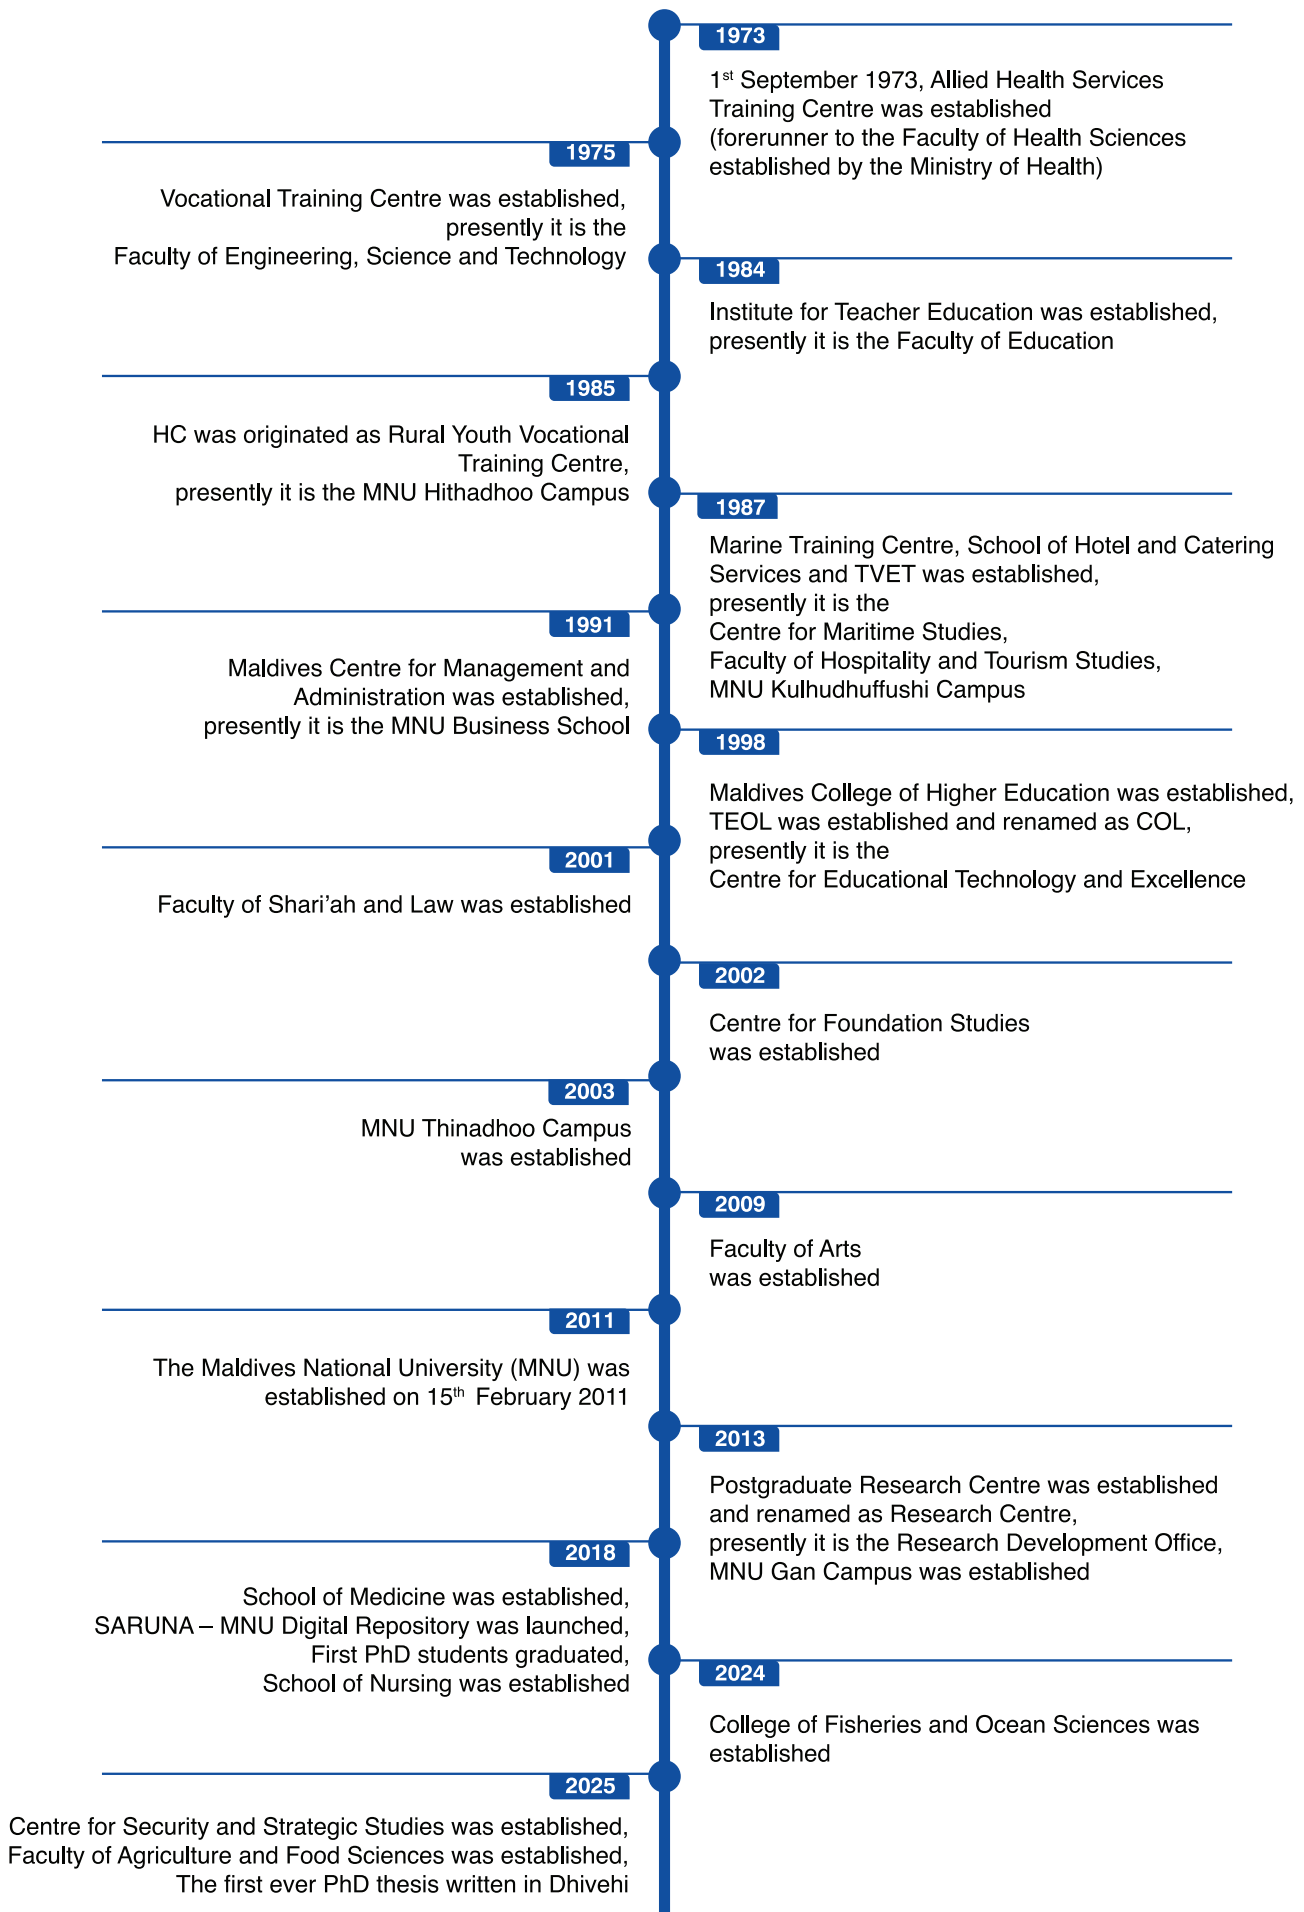 1973
1st September 1973, Allied Health Services
Training Centre was established
(forerunner to the Faculty of Health Sciences
established by the Ministry of Health)
1975
Vocational Training Centre was established,
presently it is the
Faculty of Engineering, Science and Technology
1984
Institute for Teacher Education was established,
presently it is the Faculty of Education
1985
HC was originated as Rural Youth Vocational
Training Centre,
presently it is the MNU Hithadhoo Campus
1987
Marine Training Centre, School of Hotel and Catering
Services and TVET was established,
presently it is the
Centre for Maritime Studies,
Faculty of Hospitality and Tourism Studies,
MNU Kulhudhuffushi Campus
1991
Maldives Centre for Management and
Administration was established,
presently it is the MNU Business School
1998
Maldives College of Higher Education was established,
TEOL was established and renamed as COL,
presently it is the
Centre for Educational Technology and Excellence
2001
Faculty of Shari’ah and Law was established
2002
Centre for Foundation Studies
was established
2003
MNU Thinadhoo Campus
was established
2009
Faculty of Arts
was established
2011
The Maldives National University (MNU) was
established on 15th February 2011
2013
Postgraduate Research Centre was established
and renamed as Research Centre,
presently it is the Research Development Office,
MNU Gan Campus was established
2018
School of Medicine was established,
SARUNA – MNU Digital Repository was launched,
First PhD students graduated,
School of Nursing was established
2024
College of Fisheries and Ocean Sciences was
established
2025
Centre for Security and Strategic Studies was established,
Faculty of Agriculture and Food Sciences was established,
The first ever PhD thesis written in Dhivehi